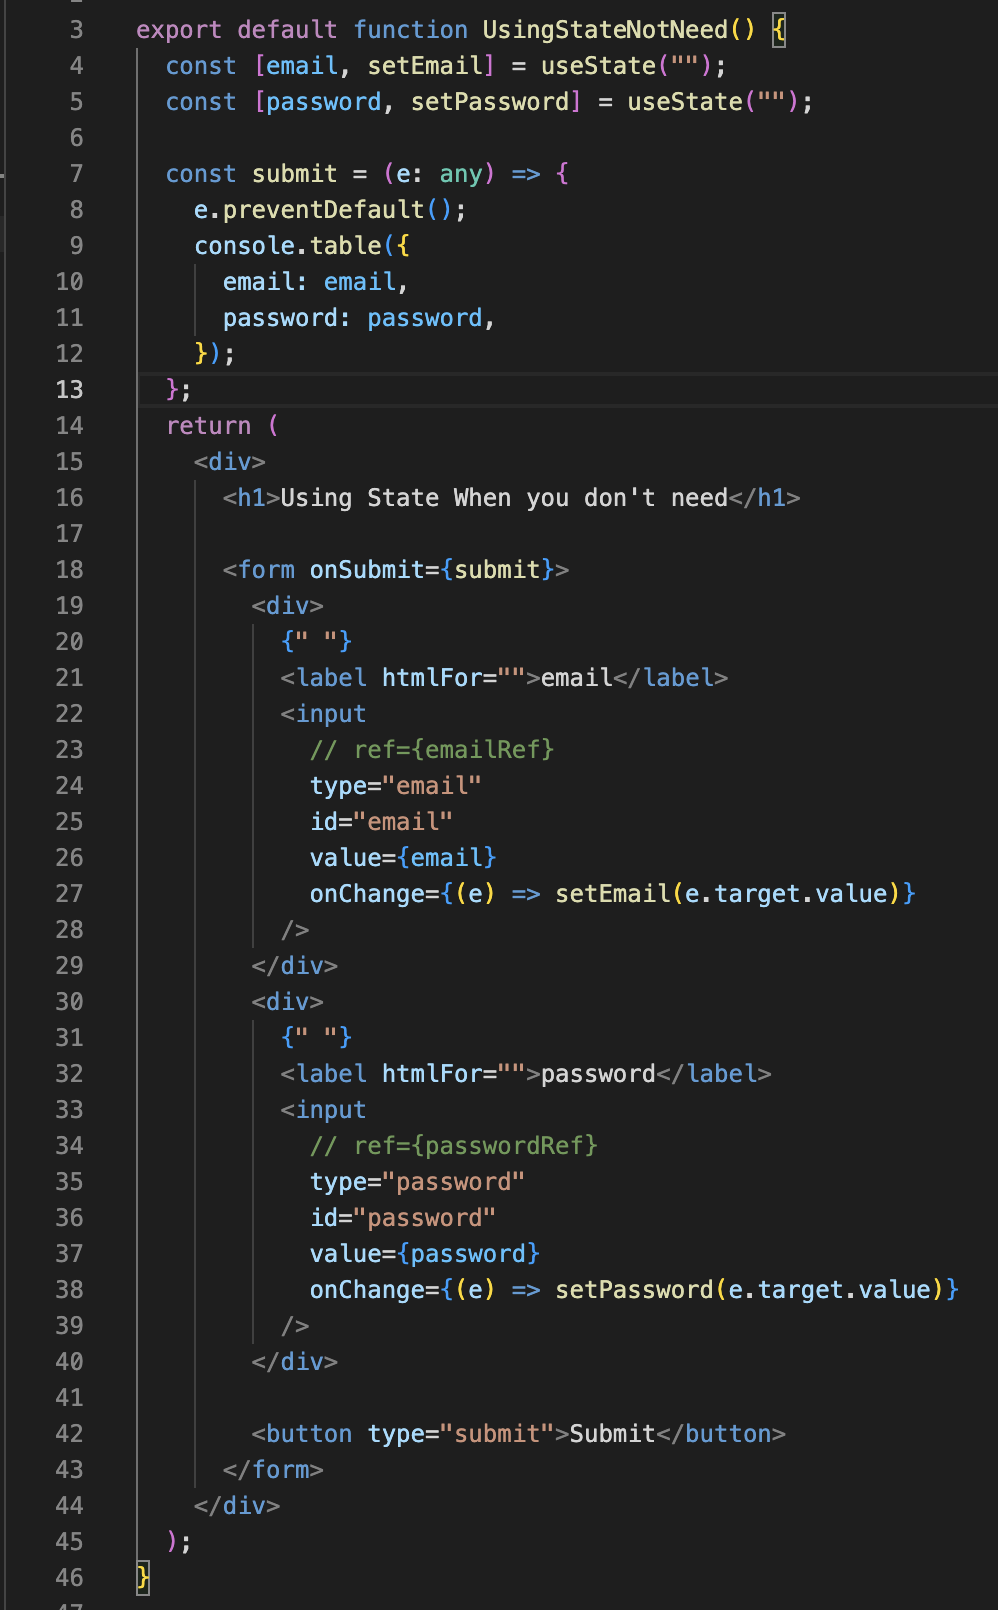 3 export default function UsingStateNotNeed() {
4 const [email, setEmail] = useState("");
5 const [password, setPassword] = useState("");
6
7 const submit = (e: any) => {
8 e.preventDefault();
9 console.table({
10 email: email,
11 password: password,
12 });
13 };
14 return (
15 <div>
16 <h1>Using State When you don't need</h1>
17
18 <form onSubmit={submit}>
19 <div>
20 {" "}
21 <label htmlFor="">email</label>
22 <input
23 // ref={emailRef}
24 type="email"
25 id="email"
26 value={email}
27 onChange={(e) => setEmail(e.target.value)}
28 />
29 </div>
30 <div>
31 {" "}
32 <label htmlFor="">password</label>
33 <input
34 // ref={passwordRef}
35 type="password"
36 id="password"
37 value={password}
38 onChange={(e) => setPassword(e.target.value)}
39 />
40 </div>
41
42 <button type="submit">Submit</button>
43 </form>
44 </div>
45 );
46 }